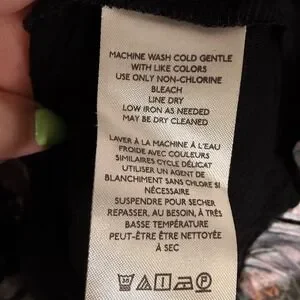 MACHINE WASH COLD GENTLE
WITH LIKE COLORS
USE ONLY NON-CHLORINE
BLEACH
LINE DRY
LOW IRON AS NEEDED
MAY BE DRY CLEANED
LAVER À LA MACHINE À L'EAU
FROIDE AVEC COULEURS
SIMILAIRES CYCLE DÉLICAT
UTILISER UN AGENT DE
BLANCHIMENT SANS CHLORE SI
NÉCESSAIRE
SUSPENDRE POUR SECHER
REPASSER, AU BESOIN, À TRÈS
BASSE TEMPÉRATURE
PEUT-ÊTRE ÊTRE NETTOYÉE
À SEC